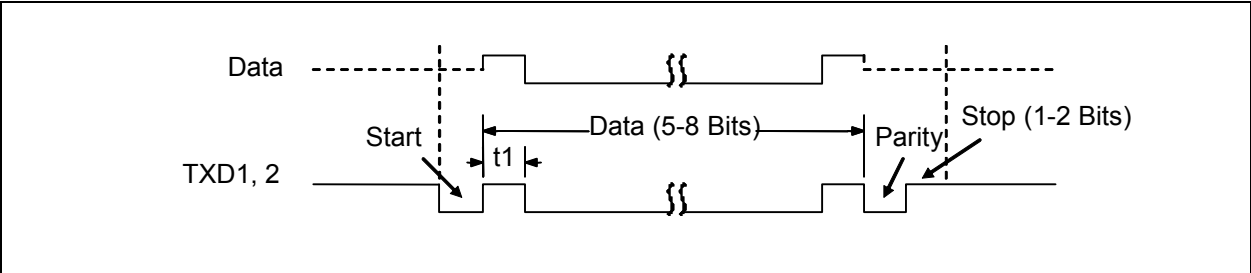 Data
Data (5-8 Bits)
Stop (1-2 Bits)
Start
Parity
t1
TXD1, 2